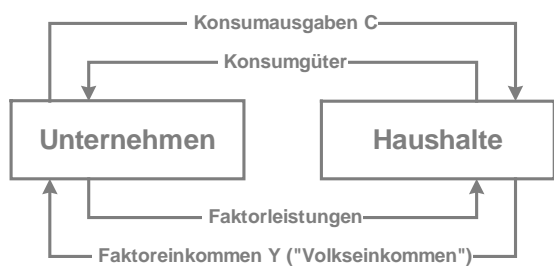 Konsumausgaben C
Konsumgüter
Unternehmen
Haushalte
Faktorleistungen
Faktoreinkommen Y ("Volkseinkommen")